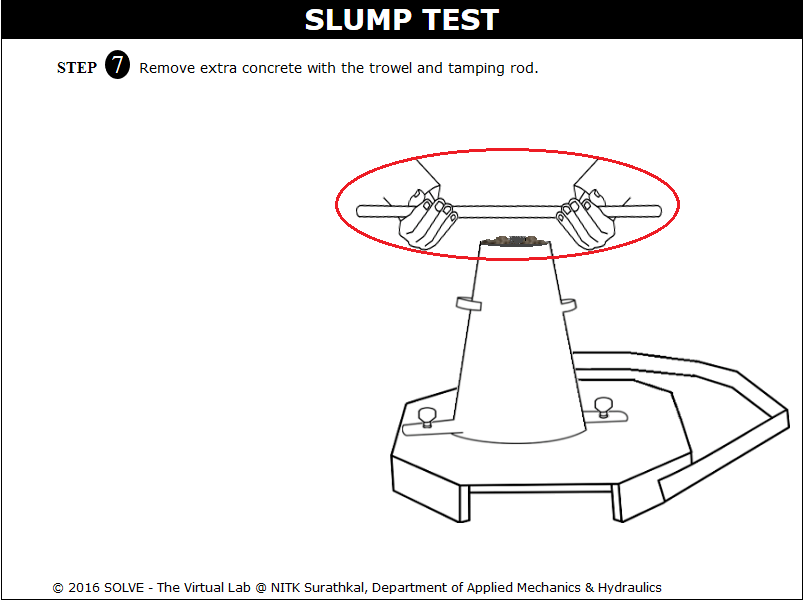 SLUMP TEST
STEP 7 Remove extra concrete with the trowel and tamping rod.
© 2016 SOLVE - The Virtual Lab @ NITK Surathkal, Department of Applied Mechanics & Hydraulics